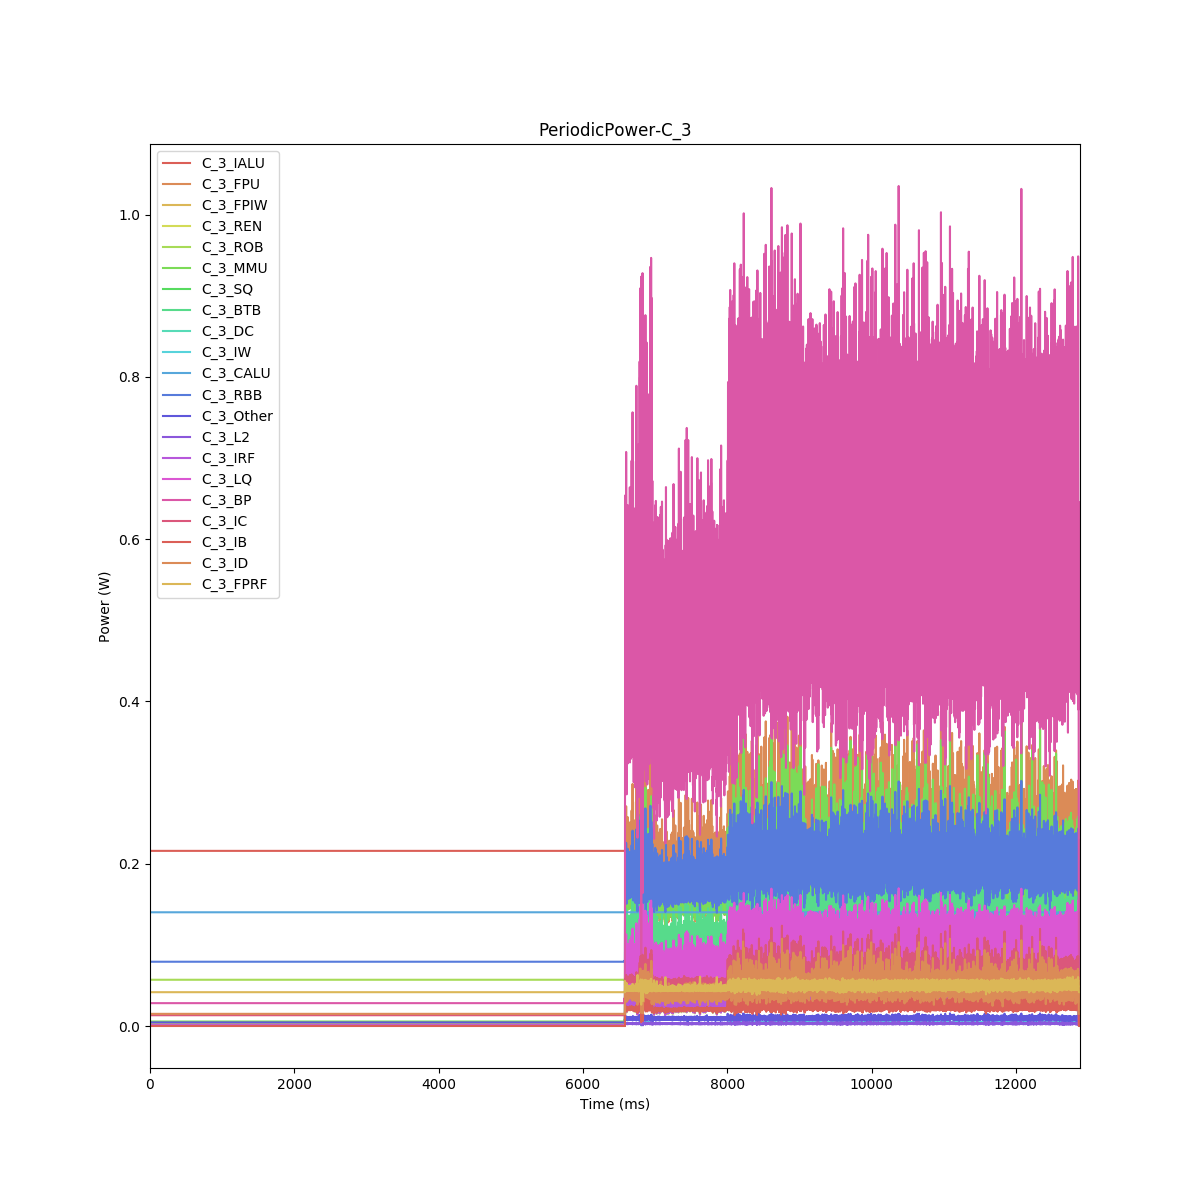 PeriodicPower-C_3
C_3_IALU
C_3_FPU
C_3_FPIW
C_3_REN
C_3_ROB
C_3_MMU
C_3_SQ
C_3_BTB
C_3_DC
C_3_IW
C_3_CALU
C_3_RBB
C_3_Other
C_3_L2
C_3_IRF
C_3_LQ
C_3_BP
C_3_IC
C_3_IB
C_3_ID
C_3_FPRF
1.0
0.8
0.6
0.4
0.2
0.0
Power (W)
0 2000 4000 6000 8000 10000 12000
Time (ms)